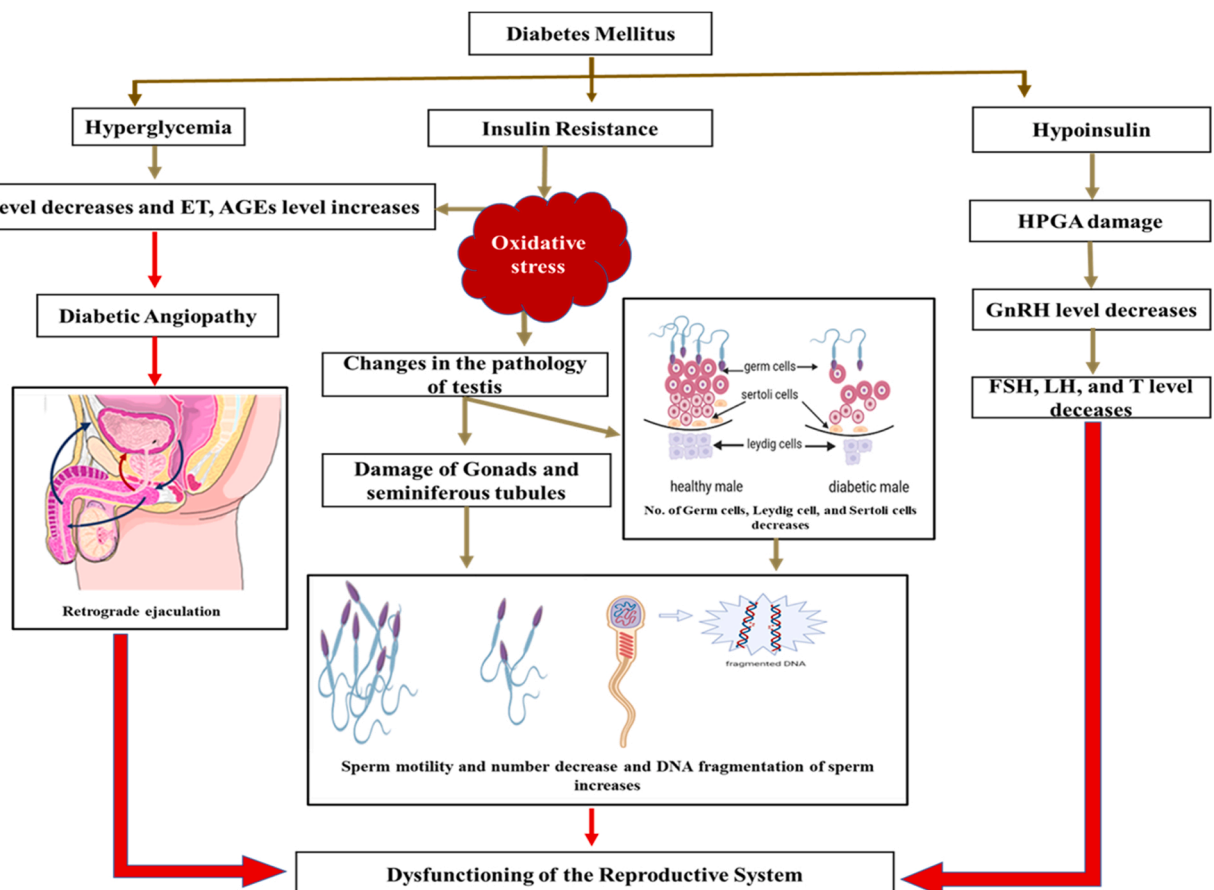 Diabetes Mellitus
Hyperglycemia
Insulin Resistance
Hypoinsulin
level decreases and ET, AGEs level increases
Oxidative
stress
HPGA damage
Diabetic Angiopathy
GnRH level decreases
Changes in the pathology
of testis
FSH, LH, and T level
deceases
germ cells
sertoli cells
leydig cells
healthy male
diabetic male
No. of Germ cells, Leydig cell, and Sertoli cells
decreases
Damage of Gonads and
seminiferous tubules
Retrograde ejaculation
fragmented DNA
Sperm motility and number decrease and DNA fragmentation of sperm
increases
Dysfunctioning of the Reproductive System